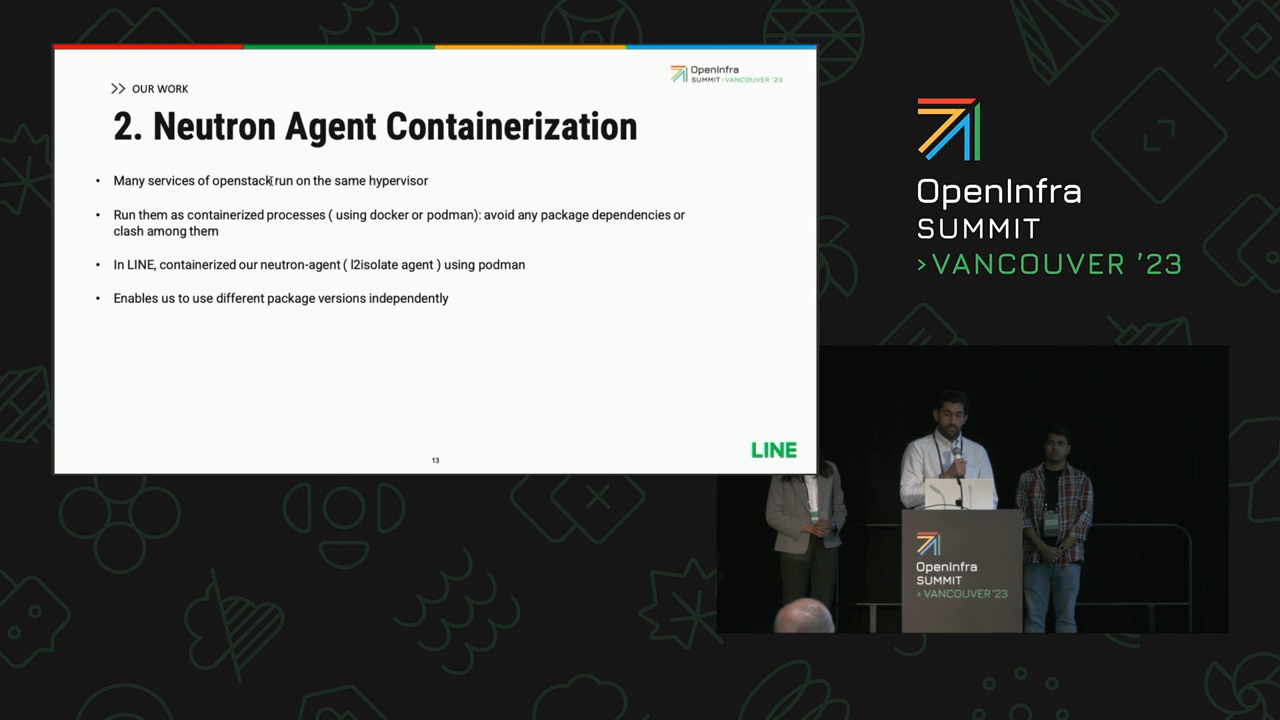 OpenInfra
SUMMIT >VANCOUVER '23
>> OUR WORK
2. Neutron Agent Containerization
• Many services of openstack run on the same hypervisor
• Run them as containerized processes ( using docker or podman): avoid any package dependencies or
clash among them
• In LINE, containerized our neutron-agent ( l2isolate agent ) using podman
• Enables us to use different package versions independently
LINE
13
OpenInfra
SUMMIT
>VANCOUVER '23
OpenInfra
SUMMIT
>VANCOUVER '23